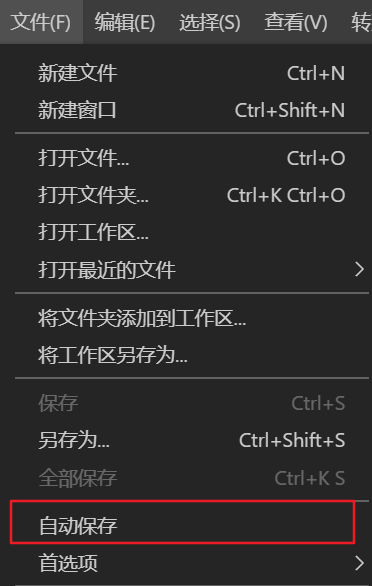 文件(F) 编辑(E) 选择(S) 查看(V)
新建文件 Ctrl+N
新建窗口 Ctrl+Shift+N
打开文件... Ctrl+O
打开文件夹... Ctrl+K Ctrl+O
打开工作区...
打开最近的文件
将文件夹添加到工作区...
将工作区另存为...
保存 Ctrl+S
另存为... Ctrl+Shift+S
全部保存 Ctrl+K S
自动保存
首选项